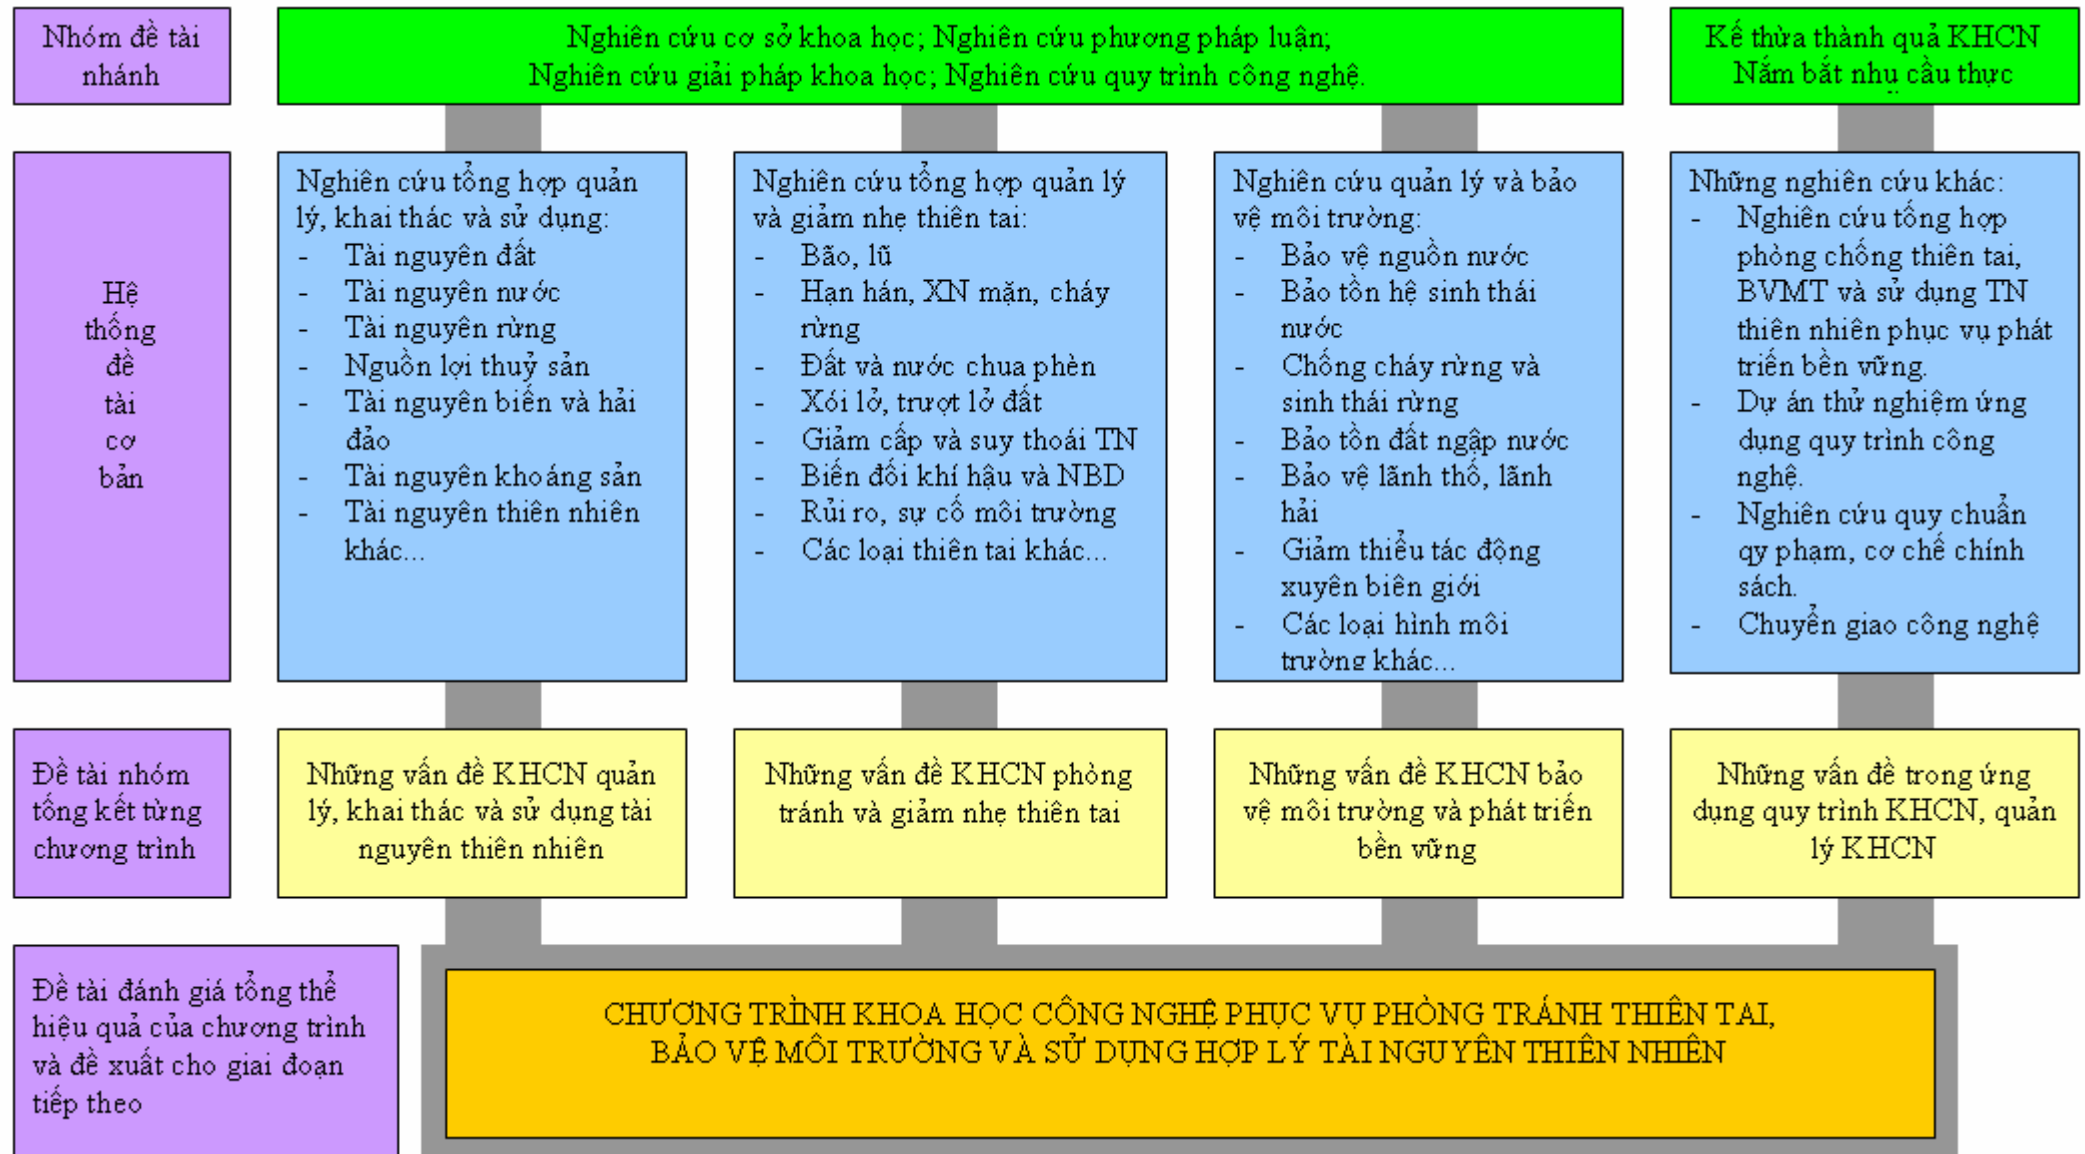 Nhóm đề tài
nhánh
Nghiên cứu cơ sở khoa học; Nghiên cứu phương pháp luận;
Nghiên cứu giải pháp khoa học; Nghiên cứu quy trình công nghệ.
Kế thừa thành quả KHCN
Nắm bắt nhu cầu thực
Hệ
thống
đề
tài
cơ
bản
Nghiên cứu tổng hợp quản
lý, khai thác và sử dụng:
- Tài nguyên đất
- Tài nguyên nước
- Tài nguyên rừng
- Nguồn lợi thuỷ sản
- Tài nguyên biển và hải
đảo
- Tài nguyên khoáng sản
- Tài nguyên thiên nhiên
khác...
Nghiên cứu tổng hợp quản lý
và giảm nhẹ thiên tai:
- Bão, lũ
- Hạn hán, XN mặn, cháy
rừng
- Đất và nước chua phèn
- Xói lở, trượt lở đất
- Giảm cấp và suy thoái TN
- Biến đổi khí hậu và NBD
- Rủi ro, sự cố môi trường
- Các loại thiên tai khác...
Nghiên cứu quản lý và bảo
vệ môi trường:
- Bảo vệ nguồn nước
- Bảo tồn hệ sinh thái
nước
- Chống cháy rừng và
sinh thái rừng
- Bảo tồn đất ngập nước
- Bảo vệ lãnh thổ, lãnh
hải
- Giảm thiểu tác động
xuyên biên giới
- Các loại hình môi
trường khác...
Những nghiên cứu khác:
- Nghiên cứu tổng hợp
phòng chống thiên tai,
BVMT và sử dụng TN
thiên nhiên phục vụ phát
triển bền vững.
- Dự án thử nghiệm ứng
dụng quy trình công
nghệ.
- Nghiên cứu quy chuẩn
qy phạm, cơ chế chính
sách.
- Chuyển giao công nghệ
Đề tài nhóm
tổng kết từng
chương trình
Những vấn đề KHCN quản
lý, khai thác và sử dụng tài
nguyên thiên nhiên
Những vấn đề KHCN phòng
tránh và giảm nhẹ thiên tai
Những vấn đề KHCN bảo
vệ môi trường và phát triển
bền vững
Những vấn đề trong ứng
dụng quy trình KHCN, quản
lý KHCN
Đề tài đánh giá tổng thể
hiệu quả của chương trình
và đề xuất cho giai đoạn
tiếp theo
CHƯƠNG TRÌNH KHOA HỌC CÔNG NGHỆ PHỤC VỤ PHÒNG TRÁNH THIÊN TAI,
BẢO VỆ MÔI TRƯỜNG VÀ SỬ DỤNG HỢP LÝ TÀI NGUYÊN THIÊN NHIÊN